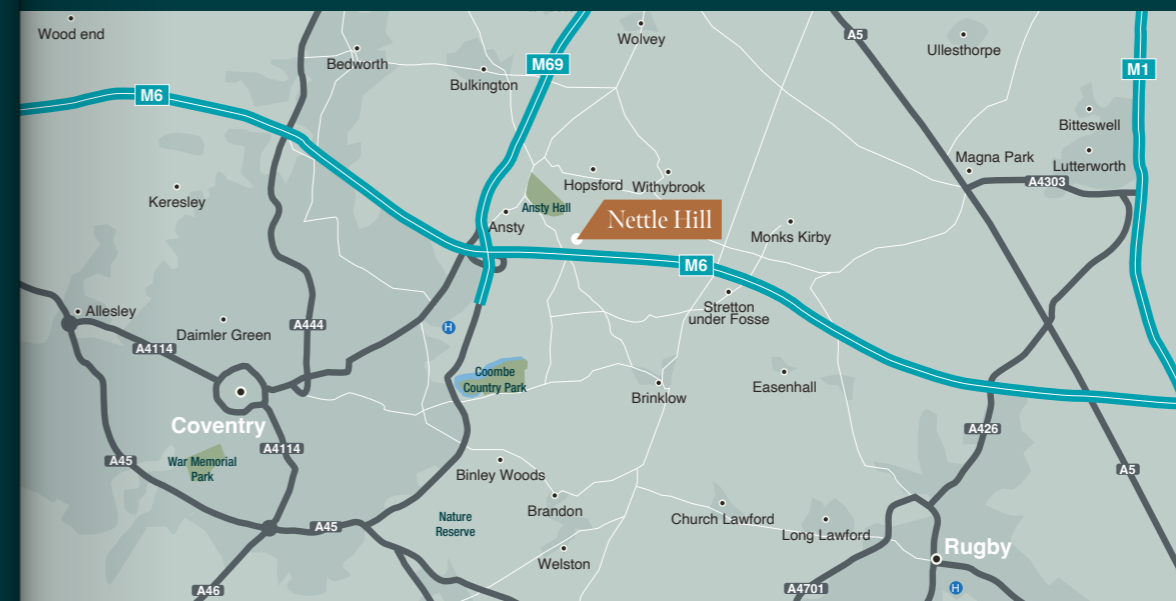 Wood end
Wolvey
A5
Ullesthorpe
Bedworth
M69
M1
Bulkington
M6
Bitteswell
Magna Park
Lutterworth
Keresley
Hopsford
Withybrook
A4303
Ansty Hall
Ansty
Nettle Hill
Monks Kirby
M6
Allesley
Stretton
under Fosse
Daimler Green
A444
H
A4114
Coombe
Country Park
Brinklow
Easenhall
Coventry
A426
A4114
War Memorial
Park
A45
Binley Woods
A5
Brandon
Nature
Reserve
A45
Church Lawford
Long Lawford
Rugby
Welston
A46
A4701
H